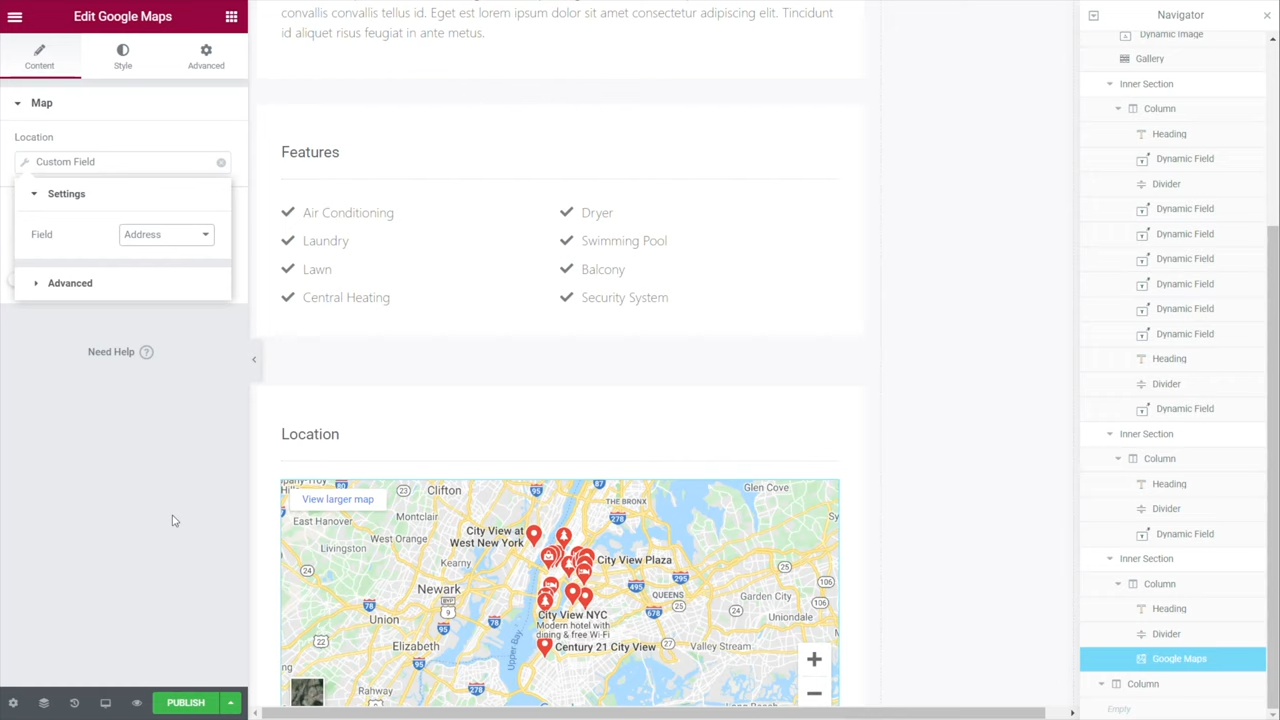 Edit Google Maps
Content
Style
Advanced
Map
Location
Custom Field
Settings
Field
Address
Advanced
Need Help
PUBLISH
convallis convallis tellus id. Eget est lorem ipsum dolor sit amet consectetur adipiscing elit. Tincidunt
id aliquet risus feugiat in ante metus.
Features
Air Conditioning
Dryer
Laundry
Swimming Pool
Lawn
Balcony
Central Heating
Security System
Location
View larger map
Clifton
Glen Cove
THE BRONX
East Hanover
Montclair
City View at
West New York
Livingston
Kearny
City View Plaza
Newark
QUEENS
Garden City
Uniondale
City View NYC
Modern hotel with
dining & free Wi-Fi
Union
Elizabeth
Upper Bay
Century 21 City View
Valley Stream
Rahway
Navigator
Dynamic Image
Gallery
Inner Section
Column
Heading
Dynamic Field
Divider
Dynamic Field
Dynamic Field
Dynamic Field
Dynamic Field
Dynamic Field
Dynamic Field
Heading
Divider
Dynamic Field
Inner Section
Column
Heading
Divider
Dynamic Field
Inner Section
Column
Heading
Divider
Google Maps
Column
Empty